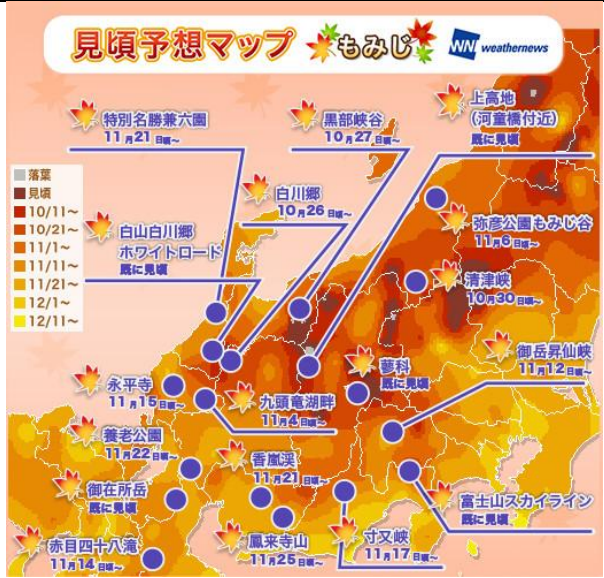 見頃予想マップ もみじ WN weathernews
特別名勝兼六園
11月21日頃〜
黒部峡谷
10月27日頃〜
上高地
(河童橋付近)
既に見頃
落葉
見頃
10/11〜
10/21〜
11/1〜
11/11〜
11/21〜
12/1〜
12/11〜
白川郷
10月26日頃〜
白山白川郷
ホワイトロード
既に見頃
弥彦公園もみじ谷
11月6日頃〜
清津峡
10月30日頃〜
御岳昇仙峡
11月12日頃〜
蓼科
既に見頃
永平寺
11月15日頃〜
九頭竜湖畔
11月4日頃〜
養老公園
11月22日頃〜
香嵐渓
11月21日頃〜
御在所岳
既に見頃
富士山スカイライン
既に見頃
赤目四十八滝
11月14日頃〜
鳳来寺山
11月25日頃〜
寸又峡
11月17日頃〜